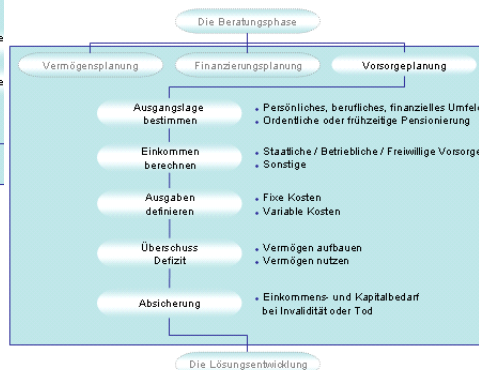 Die Beratungsphase
Vermögensplanung
Finanzierungsplanung
Vorsorgeplanung
Ausgangslage
bestimmen
• Persönliches, berufliches, finanzielles Umfeld
• Ordentliche oder frühzeitige Pensionierung
Einkommen
berechnen
• Staatliche / Betriebliche / Freiwillige Vorsorge
• Sonstige
Ausgaben
definieren
• Fixe Kosten
• Variable Kosten
Überschuss
Defizit
• Vermögen aufbauen
• Vermögen nutzen
Absicherung
• Einkommens- und Kapitalbedarf
bei Invalidität oder Tod
Die Lösungsentwicklung